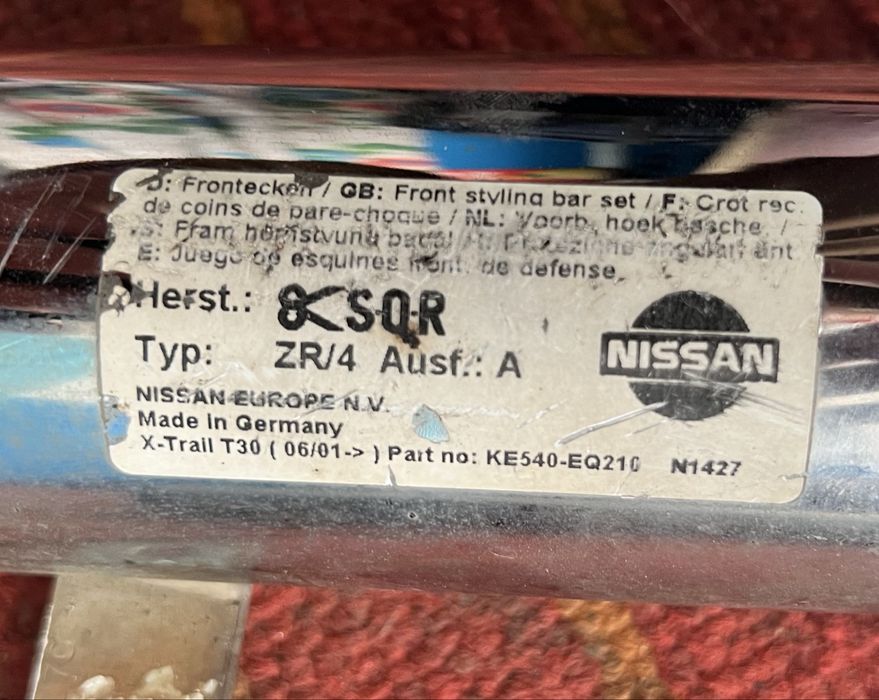 D: Frontecken / GB: Front styling bar set / F: Crot rec.
de coins de pare-choque / NL: Voorb. hoek /
S: Fram
E: Juego de esquines de defense.
Herst.: SQR
Typ: ZR/4 Ausf.: A
NISSAN
NISSAN EUROPE N.V.
Made in Germany
X-Trail T30 ( 06/01-> ) Part no: KE540-EQ210 N1427